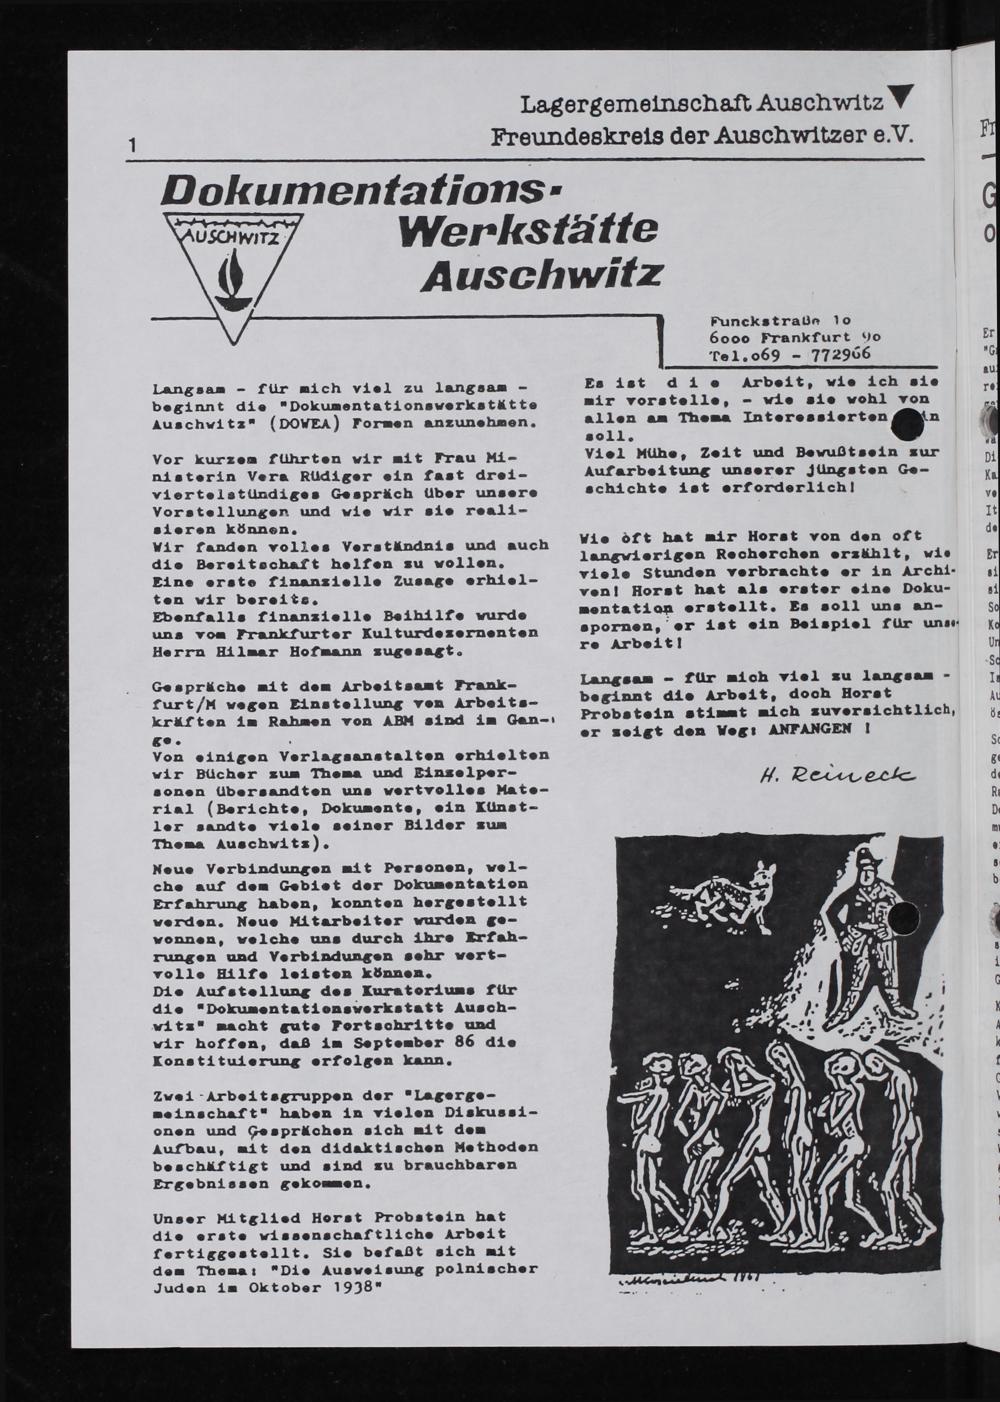 Lagergemeinschaft Auschwitz
Freundeskreis der Auschwitzer e.V.
1
Dokumentations-
Werkstätte
Auschwitz
AUSCHWITZ
Funckstraße 1o
6ooo Frankfurt 9o
Tel.o69 - 772966
Langsam - für mich viel zu langsam -
beginnt die "Dokumentationswerkstätte
Auschwitz" (DOWEA) Formen anzunehmen.
Vor kurzem führten wir mit Frau Mi-
nisterin Vera Rüdiger ein fast drei-
viertelstündiges Gespräch über unsere
Vorstellungen und wie wir sie reali-
sieren können.
Wir fanden volles Verständnis und auch
die Bereitschaft helfen zu wollen.
Eine erste finanzielle Zusage erhiel-
ten wir bereits.
Ebenfalls finanzielle Beihilfe wurde
uns vom Frankfurter Kulturdezernenten
Herrn Hilmar Hofmann zugesagt.
Gespräche mit dem Arbeitsamt Frank-
furt/M wegen Einstellung von Arbeits-
kräften im Rahmen von ABM sind im Gan-
ge.
Von einigen Verlagsanstalten erhielten
wir Bücher zum Thema und Einzelper-
sonen übersandten uns wertvolles Mate-
rial (Berichte, Dokumente, ein Künst-
ler sandte viele seiner Bilder zum
Thema Auschwitz).
Neue Verbindungen mit Personen, wel-
che auf dem Gebiet der Dokumentation
Erfahrung haben, konnten hergestellt
werden. Neue Mitarbeiter wurden ge-
wonnen, welche uns durch ihre Erfah-
rungen und Verbindungen sehr wert-
volle Hilfe leisten können.
Die Aufstellung des Kuratoriums für
die "Dokumentationswerkstatt Ausch-
witz" macht gute Fortschritte und
wir hoffen, daß im September 86 die
Konstituierung erfolgen kann.
Zwei Arbeitsgruppen der "Lagerge-
meinschaft" haben in vielen Diskussi-
onen und Gesprächen sich mit dem
Aufbau, mit den didaktischen Methoden
beschäftigt und sind zu brauchbaren
Ergebnissen gekommen.
Unser Mitglied Horst Probstein hat
die erste wissenschaftliche Arbeit
fertiggestellt. Sie befaßt sich mit
dem Thema: "Die Ausweisung polnischer
Juden im Oktober 1938"
Es ist d i e Arbeit, wie ich sie
mir vorstelle, - wie sie wohl von
allen am Thema Interessierten in
soll.
Viel Mühe, Zeit und Bewußtsein zur
Aufarbeitung unserer jüngsten Ge-
schichte ist erforderlich!
Wie oft hat mir Horst von den oft
langwierigen Recherchen erzählt, wie
viele Stunden verbrachte er in Archi-
ven! Horst hat als erster eine Doku-
mentation erstellt. Es soll uns an-
spornen, er ist ein Beispiel für unse-
re Arbeit!
Langsam - für mich viel zu langsam -
beginnt die Arbeit, doch Horst
Probstein stimmt mich zuversichtlich,
er zeigt den Weg: ANFANGEN !
H. Reineck